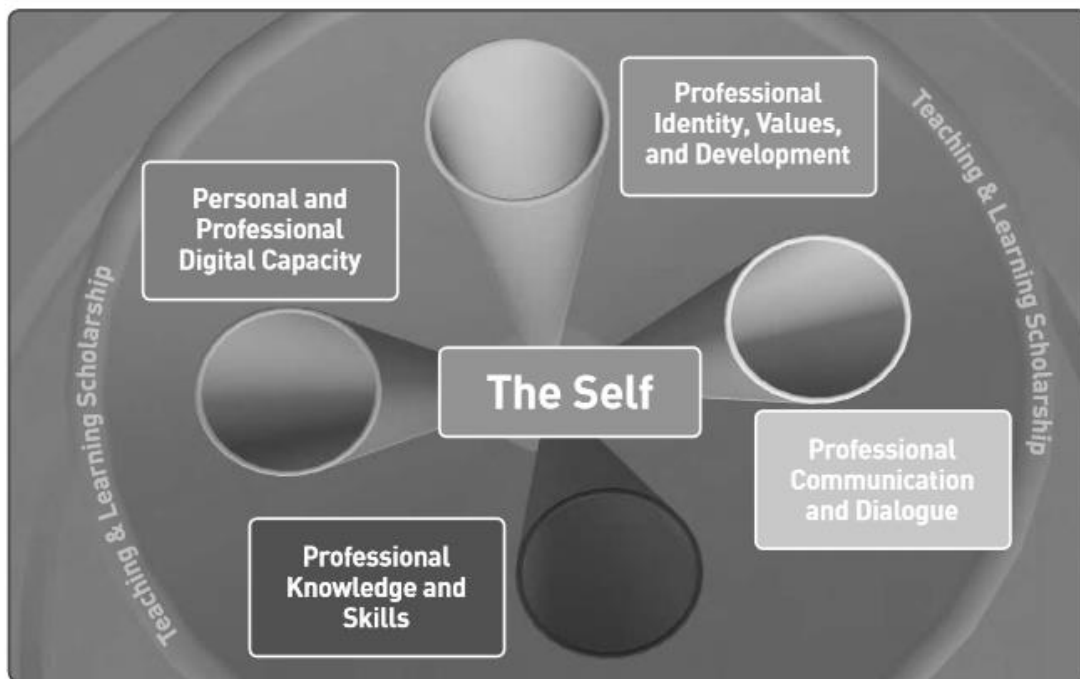 Professional
Identity, Values,
and Development
Personal and
Professional
Digital Capacity
The Self
Professional
Communication
and Dialogue
Professional
Knowledge and
Skills
Teaching & Learning Scholarship
Teaching & Learning Scholarship